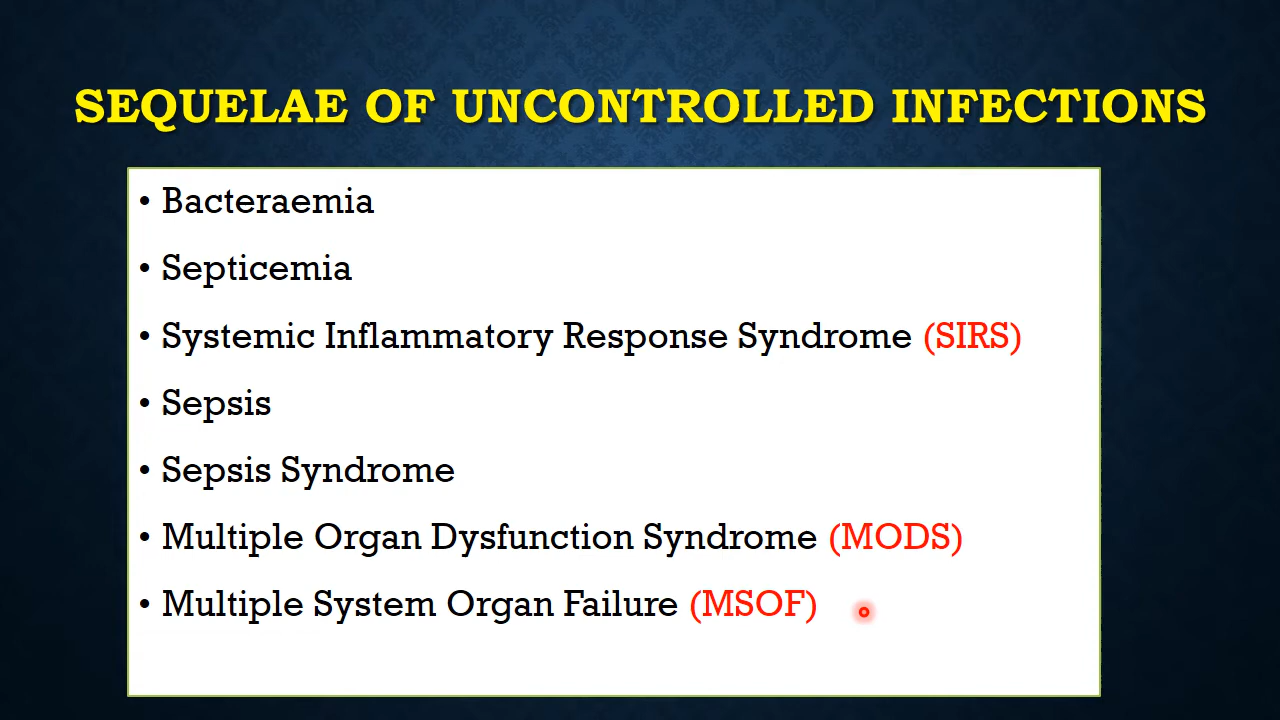 SEQUELAE OF UNCONTROLLED INFECTIONS
• Bacteraemia
• Septicemia
• Systemic Inflammatory Response Syndrome (SIRS)
• Sepsis
• Sepsis Syndrome
• Multiple Organ Dysfunction Syndrome (MODS)
• Multiple System Organ Failure (MSOF)